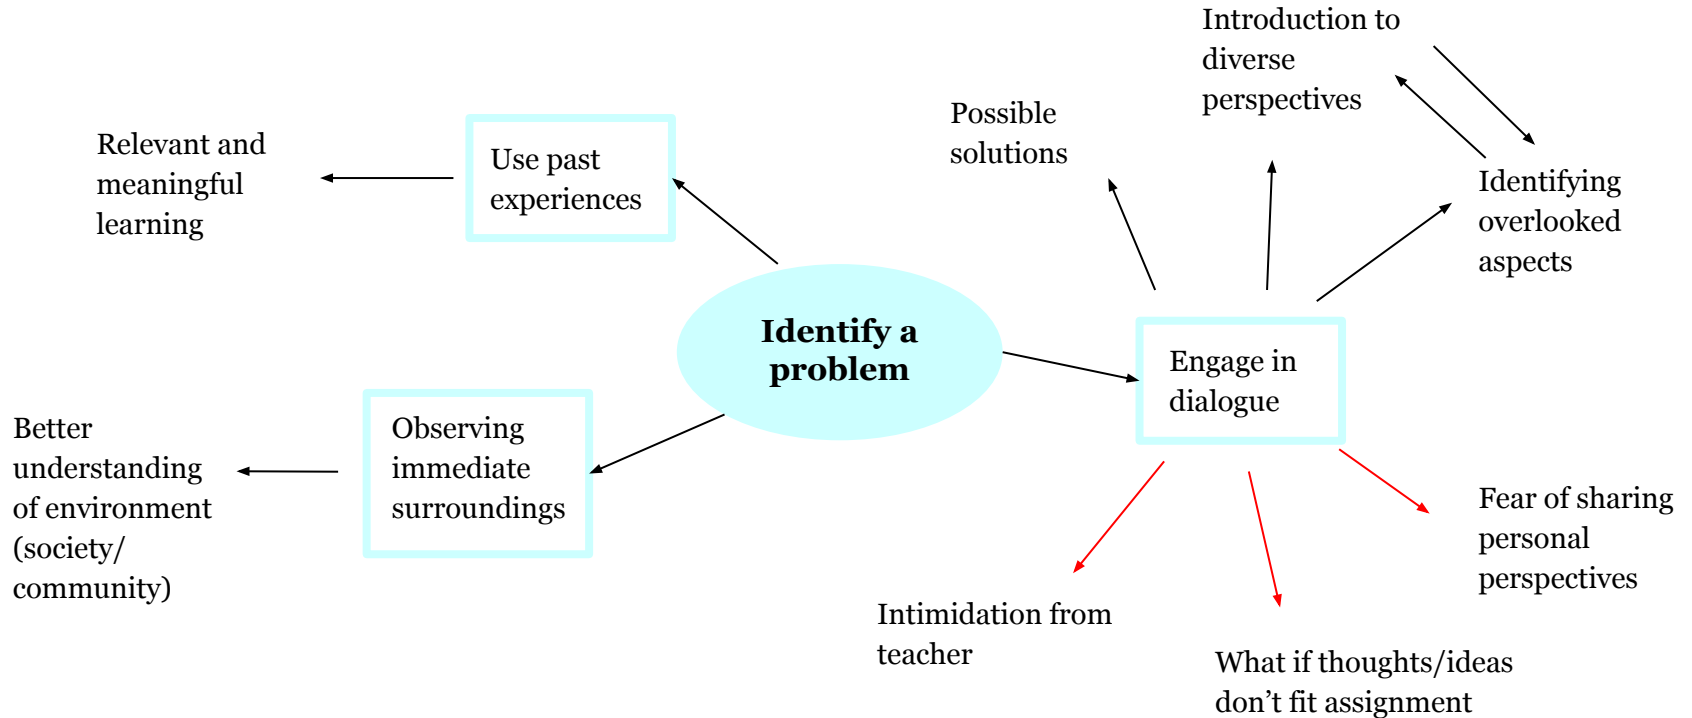 Introduction to
diverse
perspectives
Possible
solutions
Relevant and
meaningful
learning
Use past
experiences
Identifying
overlooked
aspects
Identify a
problem
Engage in
dialogue
Better
understanding
of environment
(society/
community)
Observing
immediate
surroundings
Fear of sharing
personal
perspectives
Intimidation from
teacher
What if thoughts/ideas
don’t fit assignment